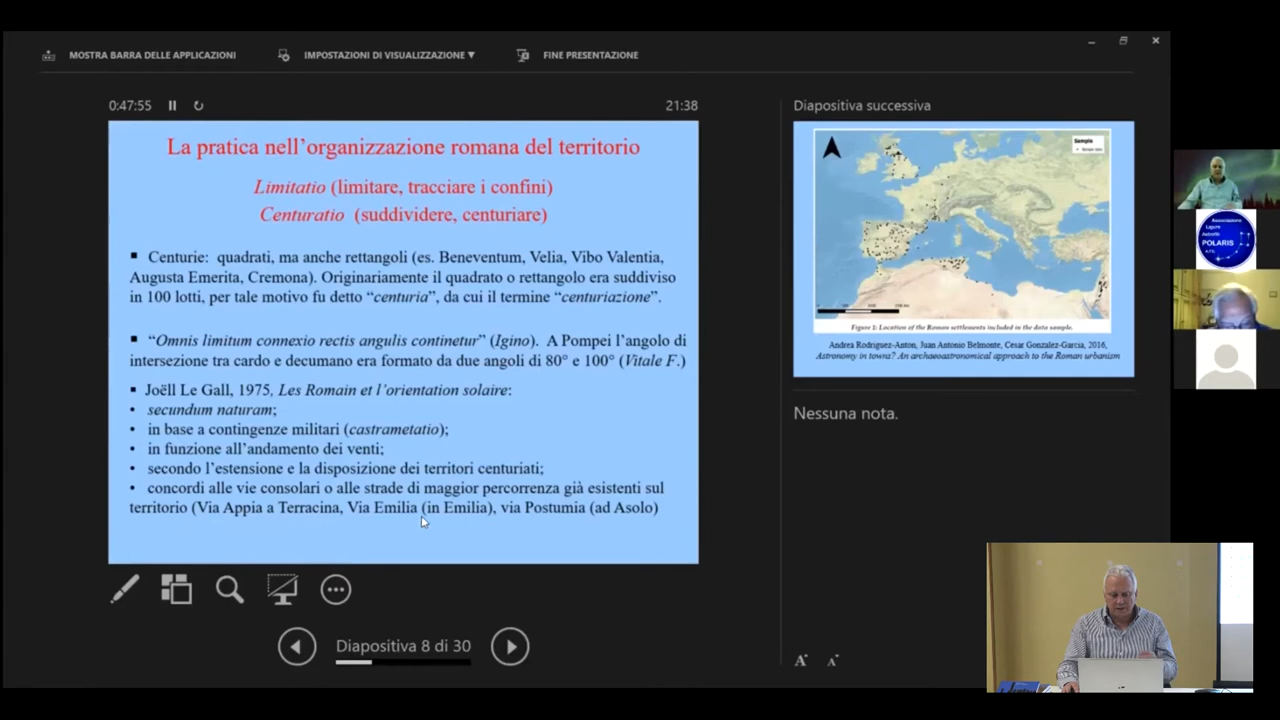 MOSTRA BARRA DELLE APPLICAZIONI
IMPOSTAZIONI DI VISUALIZZAZIONE ▼
FINE PRESENTAZIONE
0:47:55
21:38
La pratica nell’organizzazione romana del territorio
Limitatio (limitare, tracciare i confini)
Centuratio (suddividere, centuriare)
▪ Centurie: quadrati, ma anche rettangoli (es. Beneventum, Velia, Vibo Valentia,
Augusta Emerita, Cremona). Originariamente il quadrato o rettangolo era suddiviso
in 100 lotti, per tale motivo fu detto “centuria”, da cui il termine “centuriazione”.
▪ “Omnis limitum connexio rectis angulis continetur” (Igino). A Pompei l’angolo di
intersezione tra cardo e decumano era formato da due angoli di 80° e 100° (Vitale F.)
▪ Joëll Le Gall, 1975, Les Romain et l’orientation solaire:
• secundum naturam;
• in base a contingenze militari (castrametatio);
• in funzione all’andamento dei venti;
• secondo l’estensione e la disposizione dei territori centuriati;
• concordi alle vie consolari o alle strade di maggior percorrenza già esistenti sul
territorio (Via Appia a Terracina, Via Emilia (in Emilia), via Postumia (ad Asolo)
Diapositiva 8 di 30
Diapositiva successiva
Sample
Figure 1: Location of the Roman settlements included in the data sample.
Andrea Rodriguez-Anton, Juan Antonio Belmonte, Cesar Gonzalez-Garcia, 2016,
Astronomy in towns? An archaeoastronomical approach to the Roman urbanism
Nessuna nota.
A
A
Associazione
Ligure
Astrofili
POLARIS